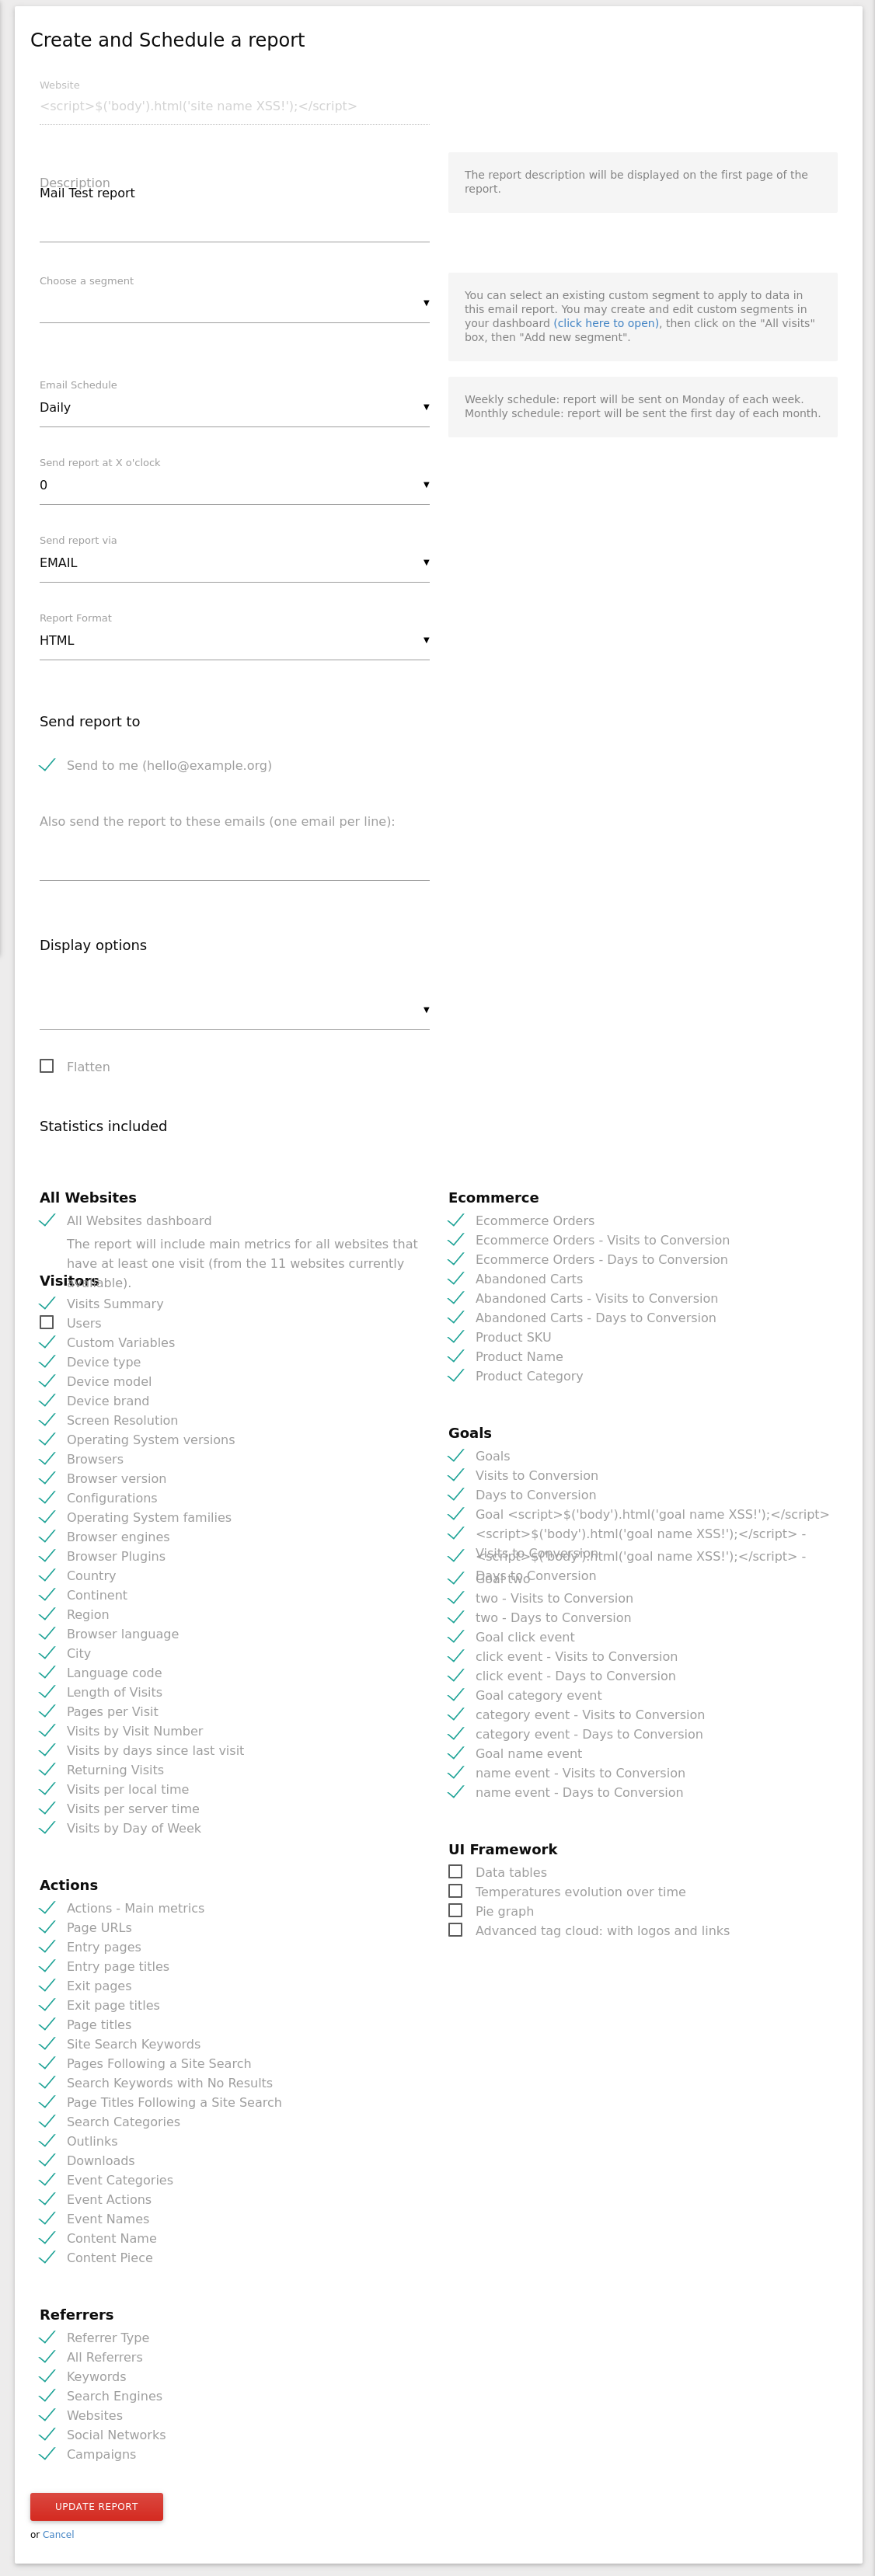 Create and Schedule a report
Website
<script>$('body').html('site name XSS!');</script>
Description
Mail Test report
The report description will be displayed on the first page of the
report.
Choose a segment
You can select an existing custom segment to apply to data in
this email report. You may create and edit custom segments in
your dashboard (click here to open), then click on the "All visits"
box, then "Add new segment".
Email Schedule
Daily
Weekly schedule: report will be sent on Monday of each week.
Monthly schedule: report will be sent the first day of each month.
Send report at X o'clock
0
Send report via
EMAIL
Report Format
HTML
Send report to
Send to me (hello@example.org)
Also send the report to these emails (one email per line):
Display options
Flatten
Statistics included
All Websites
All Websites dashboard
The report will include main metrics for all websites that
have at least one visit (from the 11 websites currently
available).
Visitors
Visits Summary
Users
Custom Variables
Device type
Device model
Device brand
Screen Resolution
Operating System versions
Browsers
Browser version
Configurations
Operating System families
Browser engines
Browser Plugins
Country
Continent
Region
Browser language
City
Language code
Length of Visits
Pages per Visit
Visits by Visit Number
Visits by days since last visit
Returning Visits
Visits per local time
Visits per server time
Visits by Day of Week
Actions
Actions - Main metrics
Page URLs
Entry pages
Entry page titles
Exit pages
Exit page titles
Page titles
Site Search Keywords
Pages Following a Site Search
Search Keywords with No Results
Page Titles Following a Site Search
Search Categories
Outlinks
Downloads
Event Categories
Event Actions
Event Names
Content Name
Content Piece
Referrers
Referrer Type
All Referrers
Keywords
Search Engines
Websites
Social Networks
Campaigns
Ecommerce
Ecommerce Orders
Ecommerce Orders - Visits to Conversion
Ecommerce Orders - Days to Conversion
Abandoned Carts
Abandoned Carts - Visits to Conversion
Abandoned Carts - Days to Conversion
Product SKU
Product Name
Product Category
Goals
Goals
Visits to Conversion
Days to Conversion
Goal <script>$('body').html('goal name XSS!');</script>
<script>$('body').html('goal name XSS!');</script> -
Visits to Conversion
<script>$('body').html('goal name XSS!');</script> -
Days to Conversion
Goal two
two - Visits to Conversion
two - Days to Conversion
Goal click event
click event - Visits to Conversion
click event - Days to Conversion
Goal category event
category event - Visits to Conversion
category event - Days to Conversion
Goal name event
name event - Visits to Conversion
name event - Days to Conversion
UI Framework
Data tables
Temperatures evolution over time
Pie graph
Advanced tag cloud: with logos and links
UPDATE REPORT
or Cancel